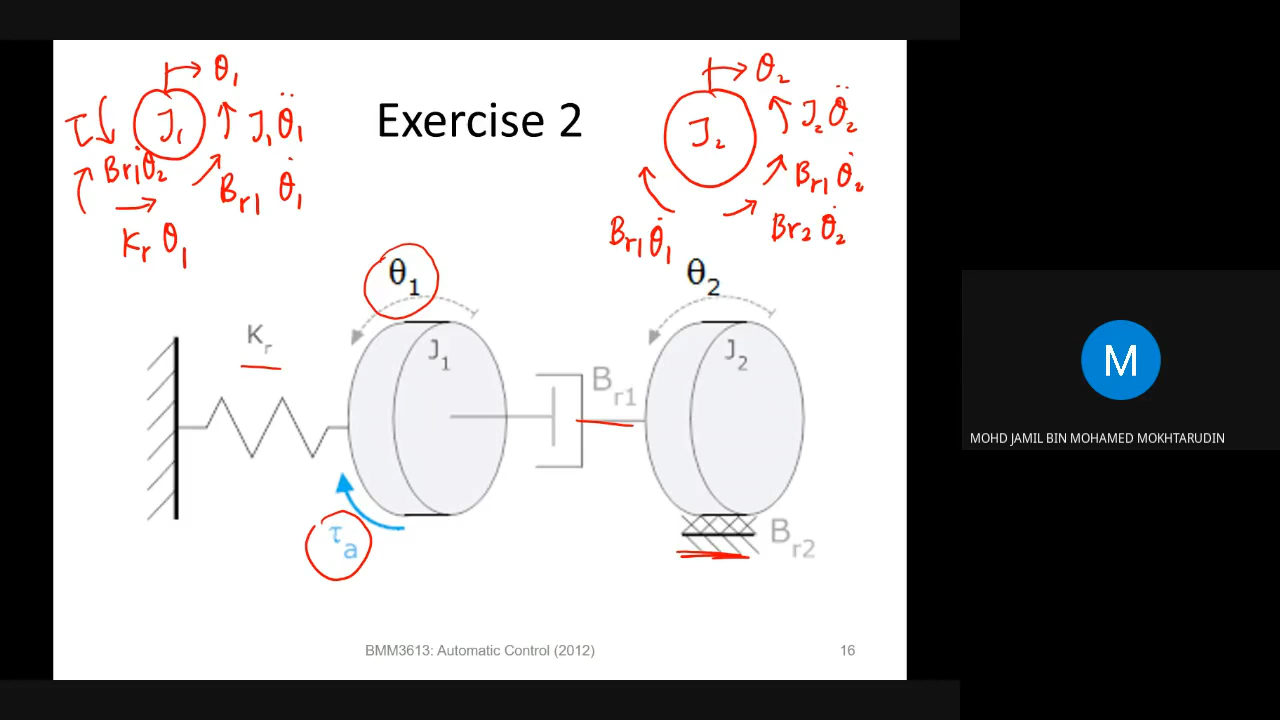 θ₁
τ J₁ J₁θ̈₁
Br₁θ̇₂ Br₁ θ̇₁
Kr θ₁
Exercise 2
θ₂
J₂ J₂θ̈₂
Br₁θ̇₂
Br₁θ̇₁ Br₂θ̇₂
θ₁ θ₂
Kᵣ J₁ Bᵣ₁ J₂
τₐ Bᵣ₂
M
MOHD JAMIL BIN MOHAMED MOKHTARUDIN
BMM3613: Automatic Control (2012) 16